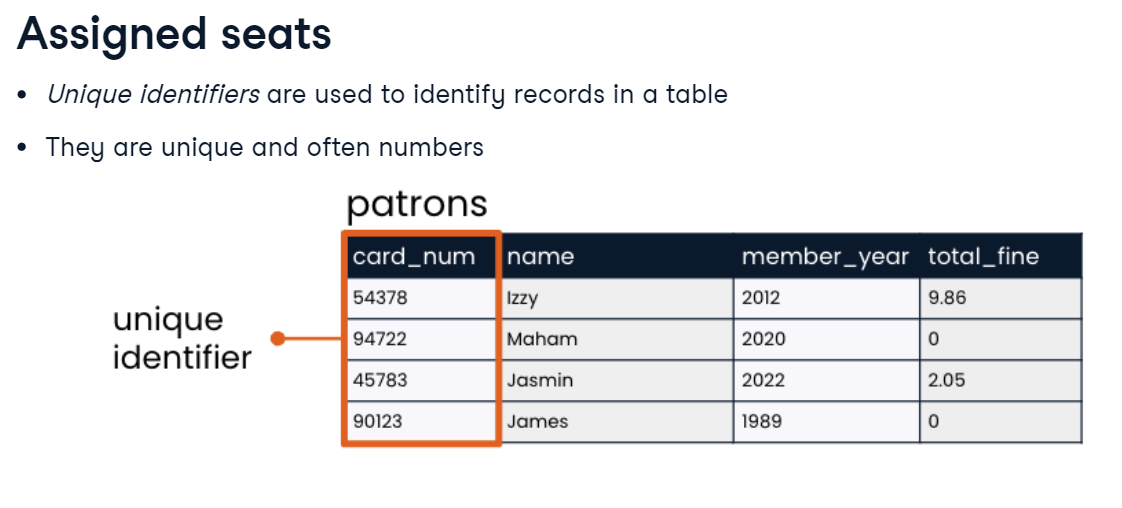 Assigned seats
• Unique identifiers are used to identify records in a table
• They are unique and often numbers
patrons
card_num name member_year total_fine
54378 Izzy 2012 9.86
unique
identifier
94722 Maham 2020 0
45783 Jasmin 2022 2.05
90123 James 1989 0